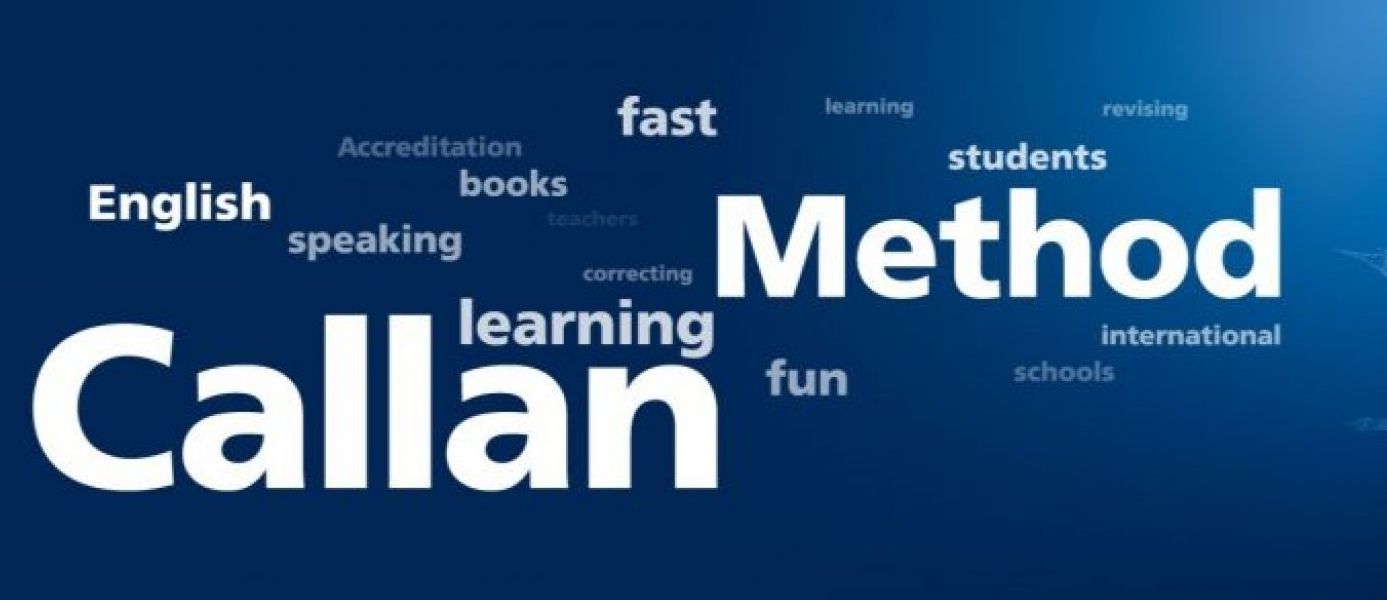 fast
learning
revising
Accreditation
students
books
English
teachers
speaking
Method
correcting
learning
international
Callan
fun
schools